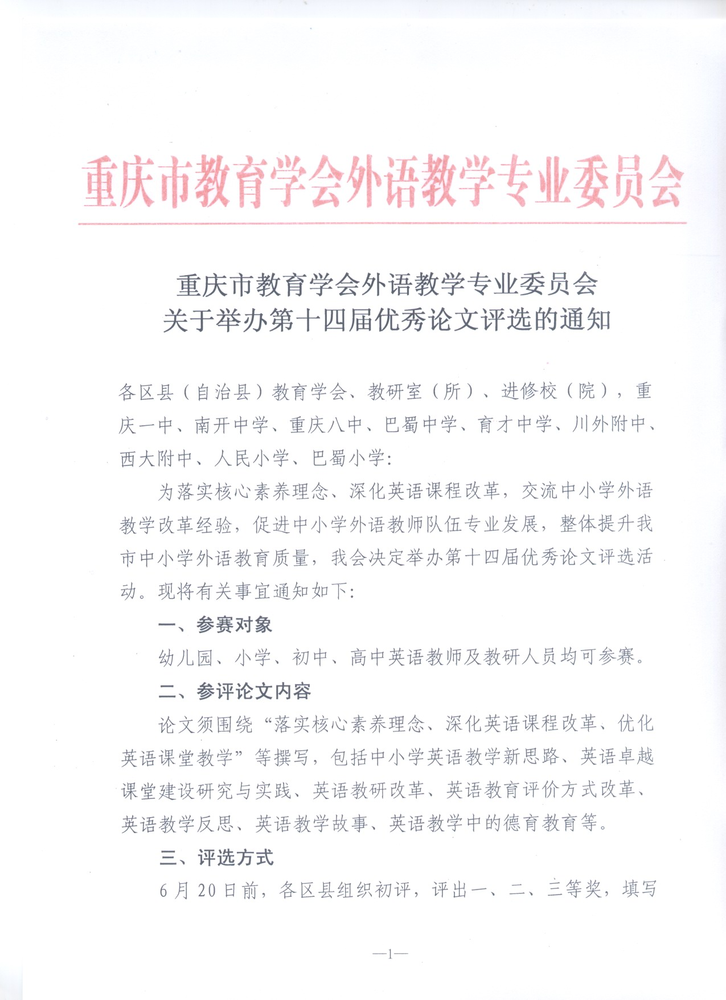 重庆市教育学会外语教学专业委员会
重庆市教育学会外语教学专业委员会
关于举办第十四届优秀论文评选的通知
各区县（自治县）教育学会、教研室（所）、进修校（院），重
庆一中、南开中学、重庆八中、巴蜀中学、育才中学、川外附中、
西大附中、人民小学、巴蜀小学：
为落实核心素养理念、深化英语课程改革，交流中小学外语
教学改革经验，促进中小学外语教师队伍专业发展，整体提升我
市中小学外语教育质量，我会决定举办第十四届优秀论文评选活
动。现将有关事宜通知如下：
一、参赛对象
幼儿园、小学、初中、高中英语教师及教研人员均可参赛。
二、参评论文内容
论文须围绕“落实核心素养理念、深化英语课程改革、优化
英语课堂教学”等撰写，包括中小学英语教学新思路、英语卓越
课堂建设研究与实践、英语教研改革、英语教育评价方式改革、
英语教学反思、英语教学故事、英语教学中的德育教育等。
三、评选方式
6月20日前，各区县组织初评，评出一、二、三等奖，填写
—1—